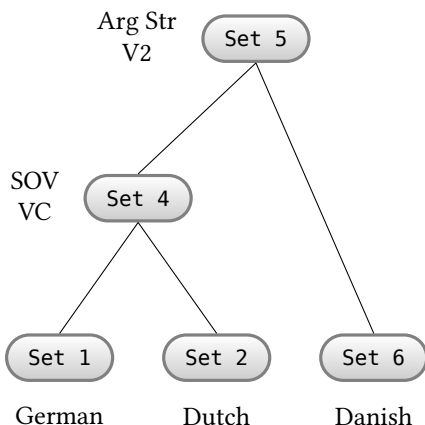 Arg Str
V2
Set 5
SOV
VC
Set 4
Set 1
Set 2
Set 6
German
Dutch
Danish